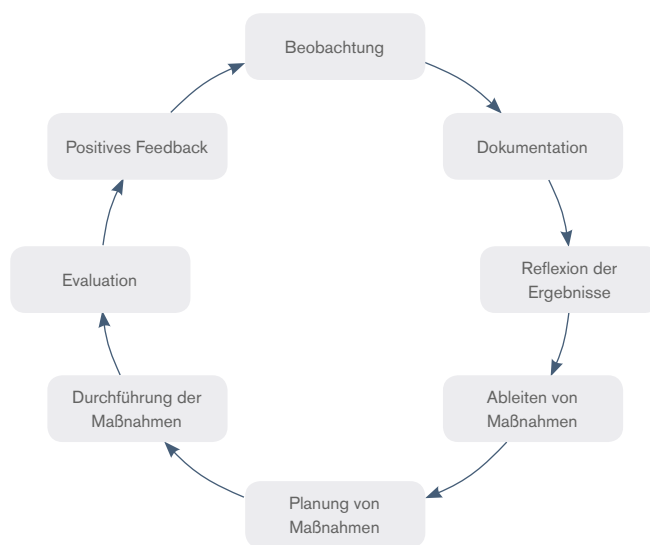 Beobachtung
Dokumentation
Reflexion der
Ergebnisse
Ableiten von
Maßnahmen
Planung von
Maßnahmen
Durchführung der
Maßnahmen
Evaluation
Positives Feedback